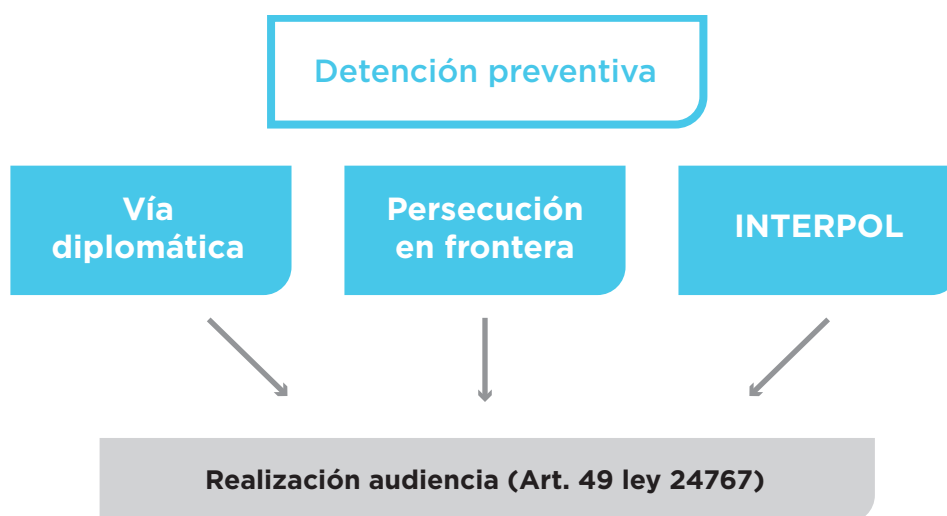 Detención preventiva
Vía
diplomática
Persecución
en frontera
INTERPOL
Realización audiencia (Art. 49 ley 24767)